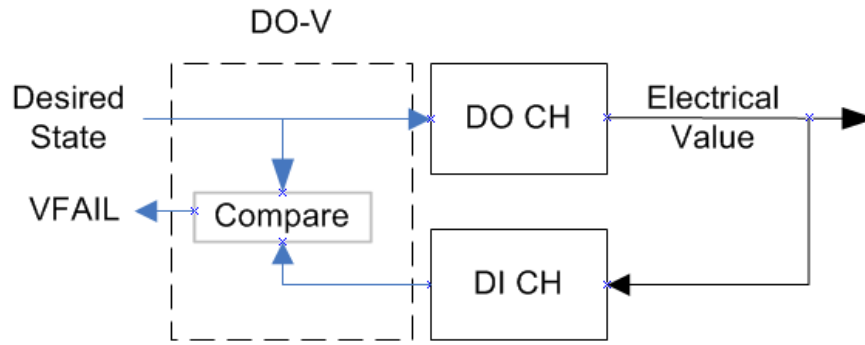 DO-V
Desired
State
DO CH
Electrical
Value
VFAIL
Compare
DI CH